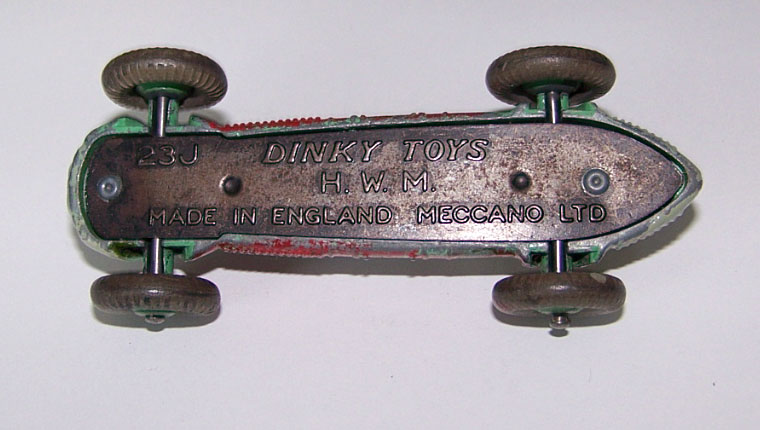 23J DINKY TOYS
H. W. M.
MADE IN ENGLAND MECCANO LTD